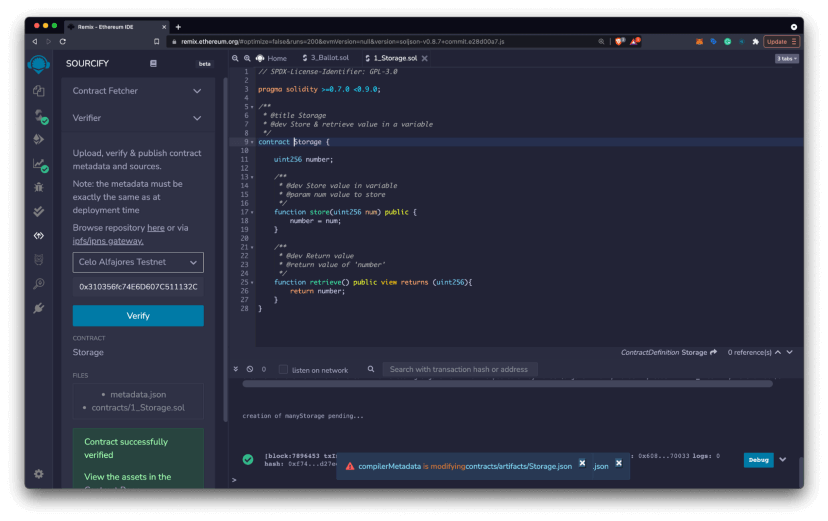 Remix - Ethereum IDE
remix.ethereum.org/#optimize=false&runs=200&evmVersion=null&version=soljson-v0.8.7+commit.e28d00a7.js
Update
SOURCIFY
beta
Contract Fetcher
Verifier
Upload, verify & publish contract
metadata and sources.
Note: the metadata must be
exactly the same as at
deployment time
Browse repository here or via
ipfs/ipns gateway.
Celo Alfajores Testnet
0x310356fc74E6D607C511132C
Verify
CONTRACT
Storage
FILES
metadata.json
contracts/1_Storage.sol
Contract successfully
verified
View the assets in the
Home
3_Ballot.sol
1_Storage.sol
3 tabs
1 // SPDX-License-Identifier: GPL-3.0
2
3 pragma solidity >=0.7.0 <0.9.0;
4
5 /**
6 * @title Storage
7 * @dev Store & retrieve value in a variable
8 */
9 contract Storage {
10
11 uint256 number;
12
13 /**
14 * @dev Store value in variable
15 * @param num value to store
16 */
17 function store(uint256 num) public {
18 number = num;
19 }
20
21 /**
22 * @dev Return value
23 * @return value of 'number'
24 */
25 function retrieve() public view returns (uint256){
26 return number;
27 }
28 }
ContractDefinition Storage 0 reference(s)
0 listen on network Search with transaction hash or address
creation of manyStorage pending...
[block:7896453 : 0x608...70033 logs: 0
hash: 0xf74...
Debug
compilerMetadata is modifyingcontracts/artifacts/Storage.json
.json
>